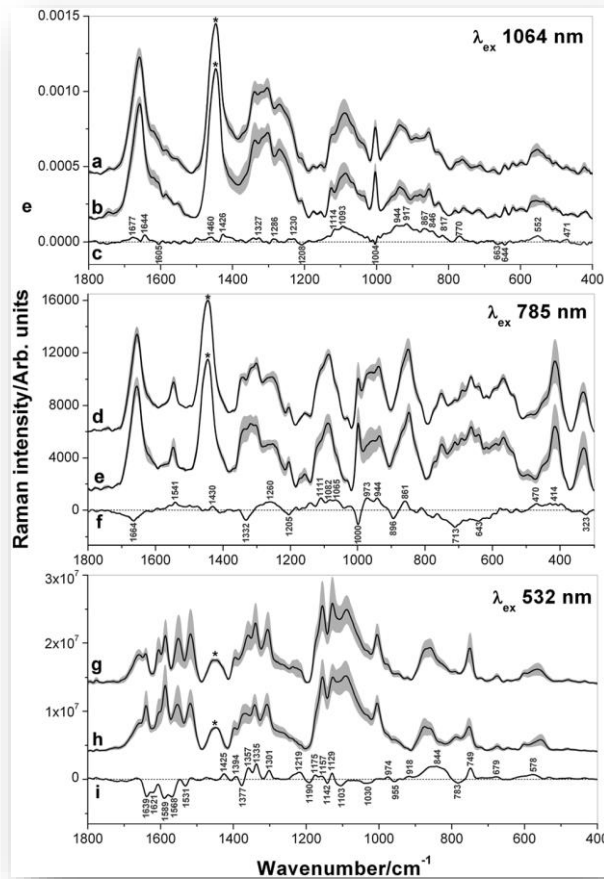 λex 1064 nm
0.0015
0.0010
0.0005
0.0000
e
a
b
c
* *
1677 1644 1605 1460 1426 1327 1286 1230 1208 1114 1093 1004 944 917 867 846 817 770 663 644 552 471
1800 1600 1400 1200 1000 800 600 400
λex 785 nm
16000
12000
8000
4000
0
d
e
f
* *
1664 1541 1430 1332 1260 1205 1111 1082 1065 1000 973 944 896 861 713 643 470 414 323
1800 1600 1400 1200 1000 800 600 400
λex 532 nm
3x10⁷
2x10⁷
1x10⁷
0
g
h
i
* *
1639 1621 1589 1568 1531 1425 1394 1377 1357 1335 1301 1219 1190 1175 1157 1142 1129 1103 1030 974 955 918 844 783 749 679 578
1800 1600 1400 1200 1000 800 600 400
Raman intensity/Arb. units
Wavenumber/cm⁻¹